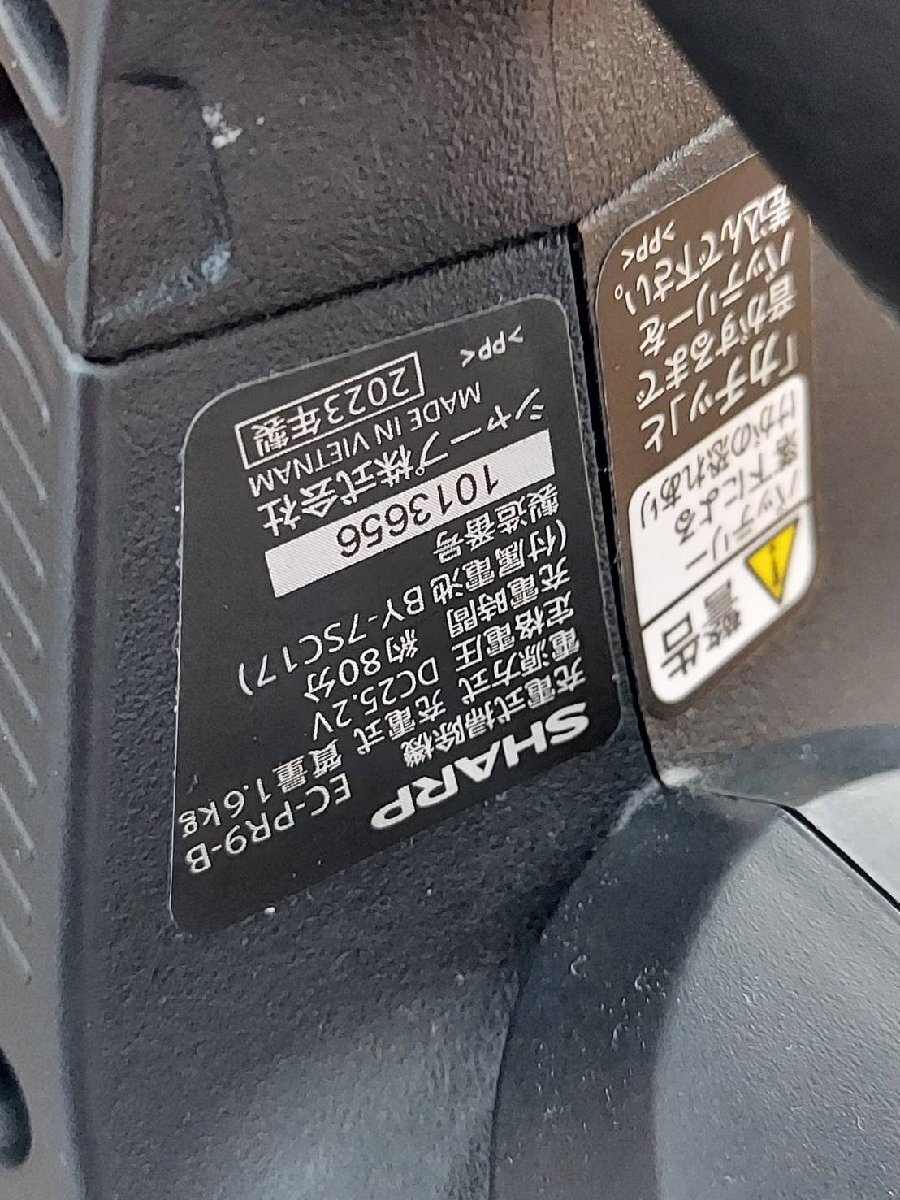 SHARP EC-PR9-B
充電式掃除機 質量1.6kg
電源方式 充電式
定格電圧 DC25.2V
充電時間 約80分
(付属電池 BY-7SC17)
製造番号
1013656
シャープ株式会社
MADE IN VIETNAM
2023年製
>PP<
警告
バッテリー
落下による
けがの恐れあり
「カチッ」と
音がするまで
バッテリーを
差込んで下さい。
>PP<